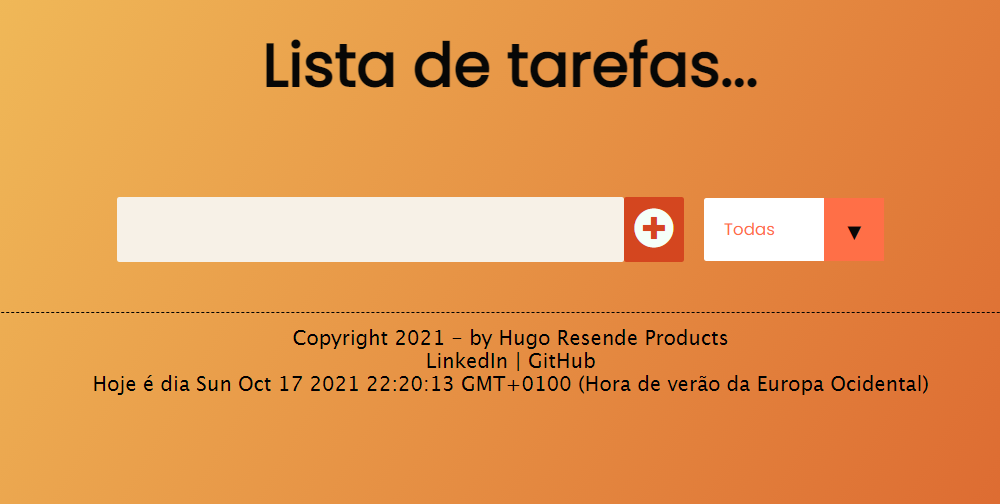 Lista de tarefas...
Todas
Copyright 2021 - by Hugo Resende Products
LinkedIn | GitHub
Hoje é dia Sun Oct 17 2021 22:20:13 GMT+0100 (Hora de verão da Europa Ocidental)